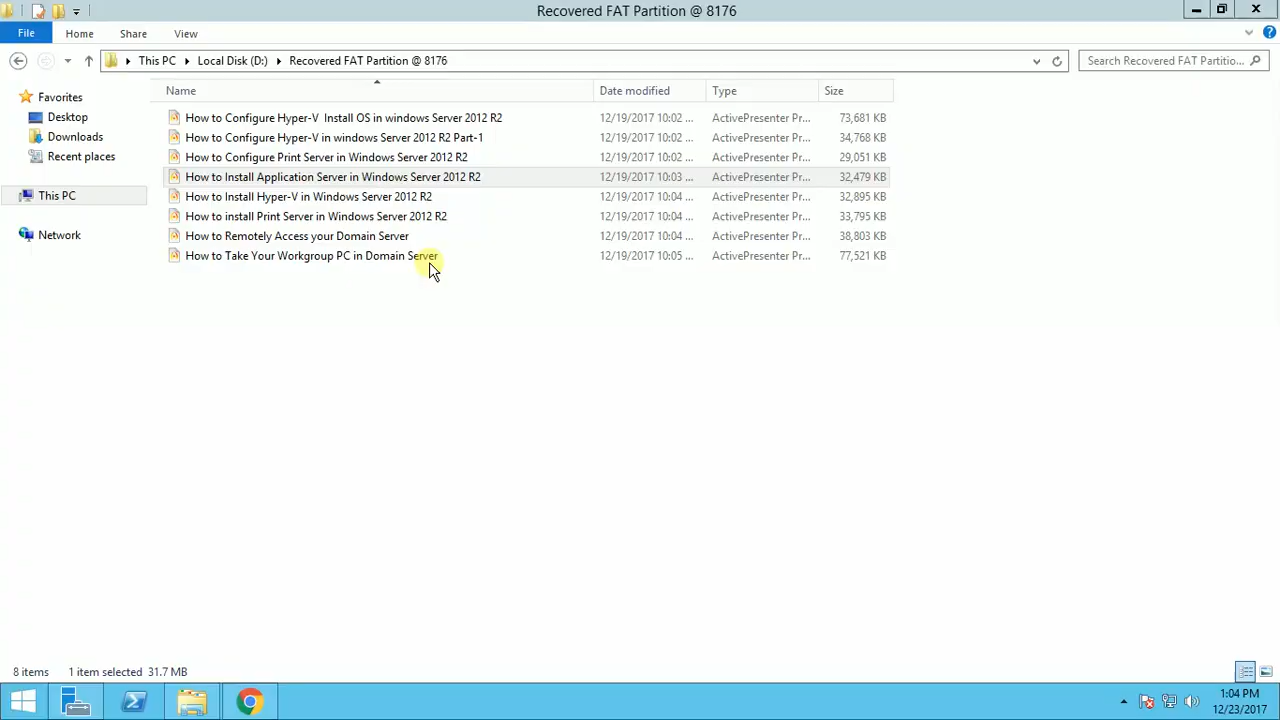 Recovered FAT Partition @ 8176
File Home Share View
This PC Local Disk (D:) Recovered FAT Partition @ 8176 Search Recovered FAT Partitio...
Name Date modified Type Size
Favorites
Desktop
Downloads
Recent places
This PC
Network
How to Configure Hyper-V  Install OS in windows Server 2012 R2 12/19/2017 10:02 ... ActivePresenter Pr... 73,681 KB
How to Configure Hyper-V in windows Server 2012 R2 Part-1 12/19/2017 10:02 ... ActivePresenter Pr... 34,768 KB
How to Configure Print Server in Windows Server 2012 R2 12/19/2017 10:02 ... ActivePresenter Pr... 29,051 KB
How to Install Application Server in Windows Server 2012 R2 12/19/2017 10:03 ... ActivePresenter Pr... 32,479 KB
How to Install Hyper-V in Windows Server 2012 R2 12/19/2017 10:04 ... ActivePresenter Pr... 32,895 KB
How to install Print Server in Windows Server 2012 R2 12/19/2017 10:04 ... ActivePresenter Pr... 33,795 KB
How to Remotely Access your Domain Server 12/19/2017 10:04 ... ActivePresenter Pr... 38,803 KB
How to Take Your Workgroup PC in Domain Server 12/19/2017 10:05 ... ActivePresenter Pr... 77,521 KB
8 items 1 item selected 31.7 MB
1:04 PM
12/23/2017